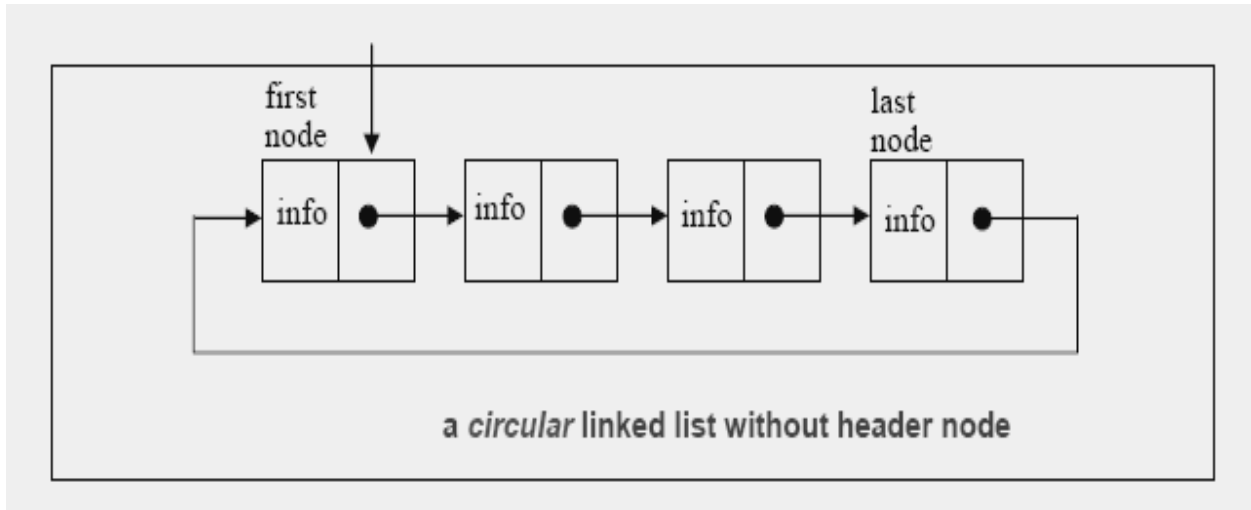 first
node
last
node
info
info
info
info
a circular linked list without header node